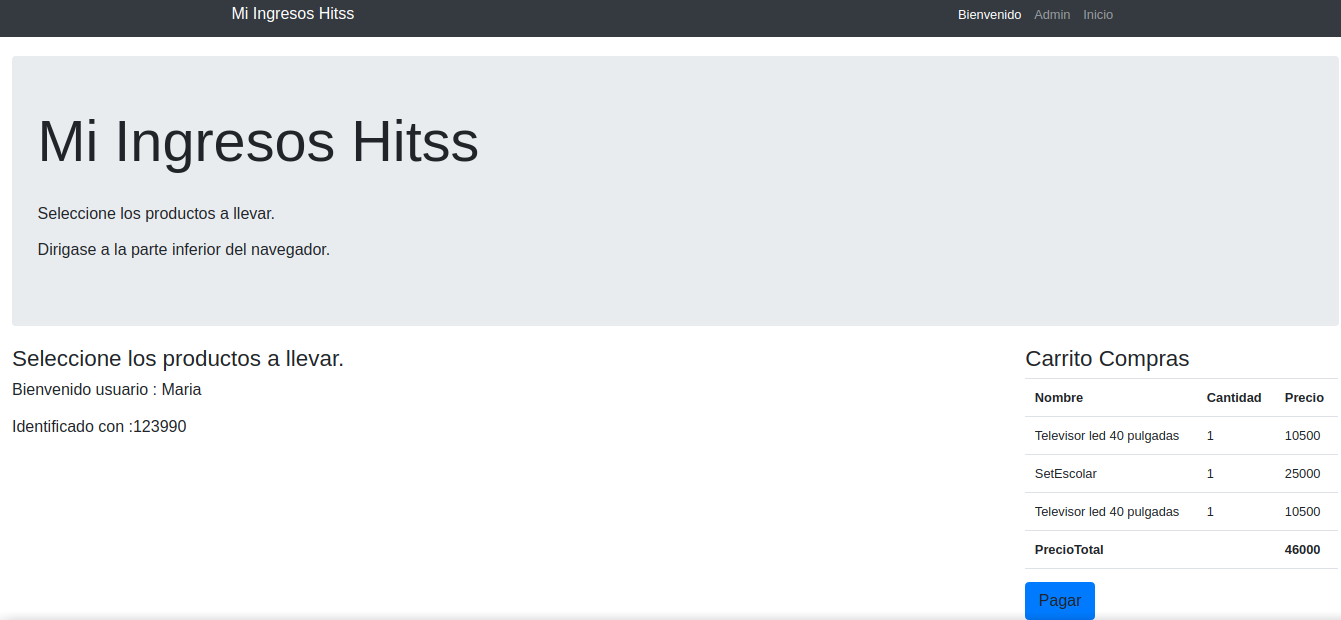 Mi Ingresos Hitss
Bienvenido Admin Inicio
Mi Ingresos Hitss
Seleccione los productos a llevar.
Dirigase a la parte inferior del navegador.
Seleccione los productos a llevar.
Bienvenido usuario : Maria
Identificado con :123990
Carrito Compras
Nombre Cantidad Precio
Televisor led 40 pulgadas 1 10500
SetEscolar 1 25000
Televisor led 40 pulgadas 1 10500
PrecioTotal 46000
Pagar